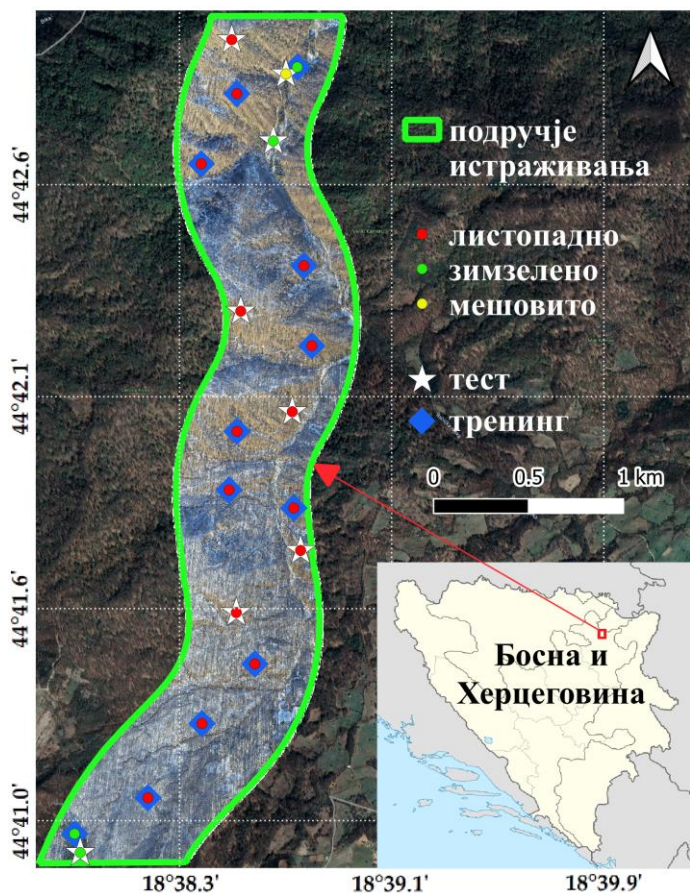 подручје
истраживања
листопадно
зимзелено
мешовито
тест
тренинг
0 0.5 1 km
44°42.6'
44°42.1'
44°41.6'
44°41.0'
Босна и
Херцеговина
18°38.3' 18°39.1' 18°39.9'